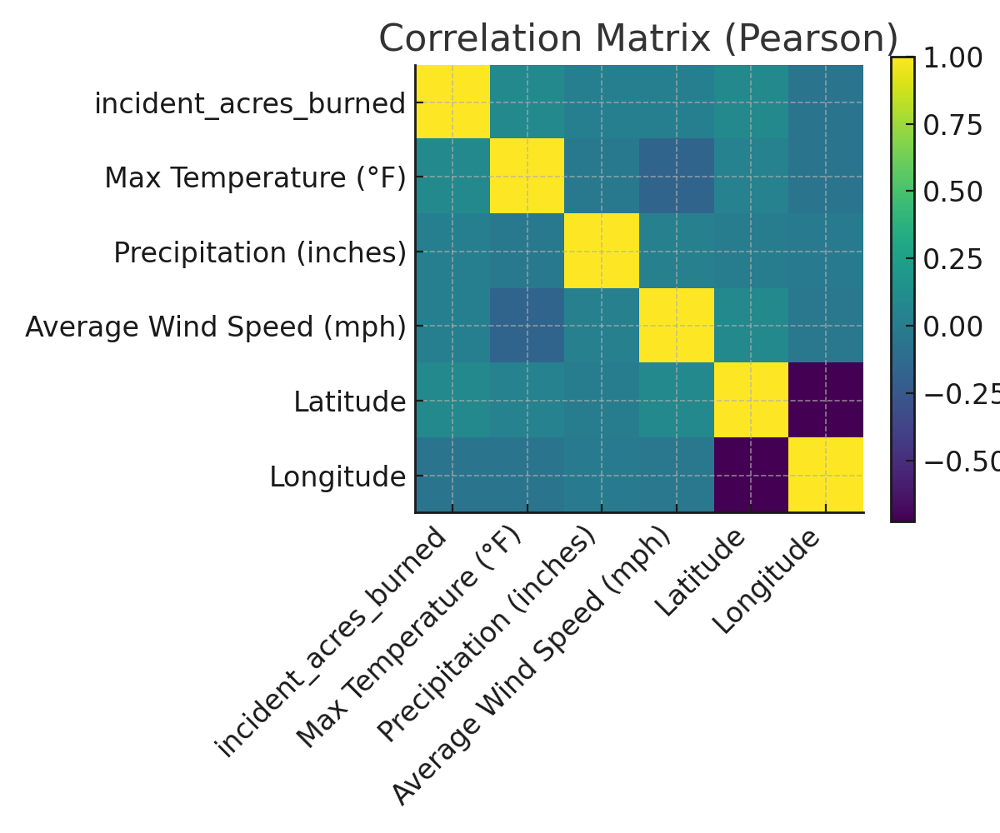 Correlation Matrix (Pearson)
incident_acres_burned
Max Temperature (°F)
Precipitation (inches)
Average Wind Speed (mph)
Latitude
Longitude
incident_acres_burned
Max Temperature (°F)
Precipitation (inches)
Average Wind Speed (mph)
Latitude
Longitude
1.00
0.75
0.50
0.25
0.00
−0.25
−0.50